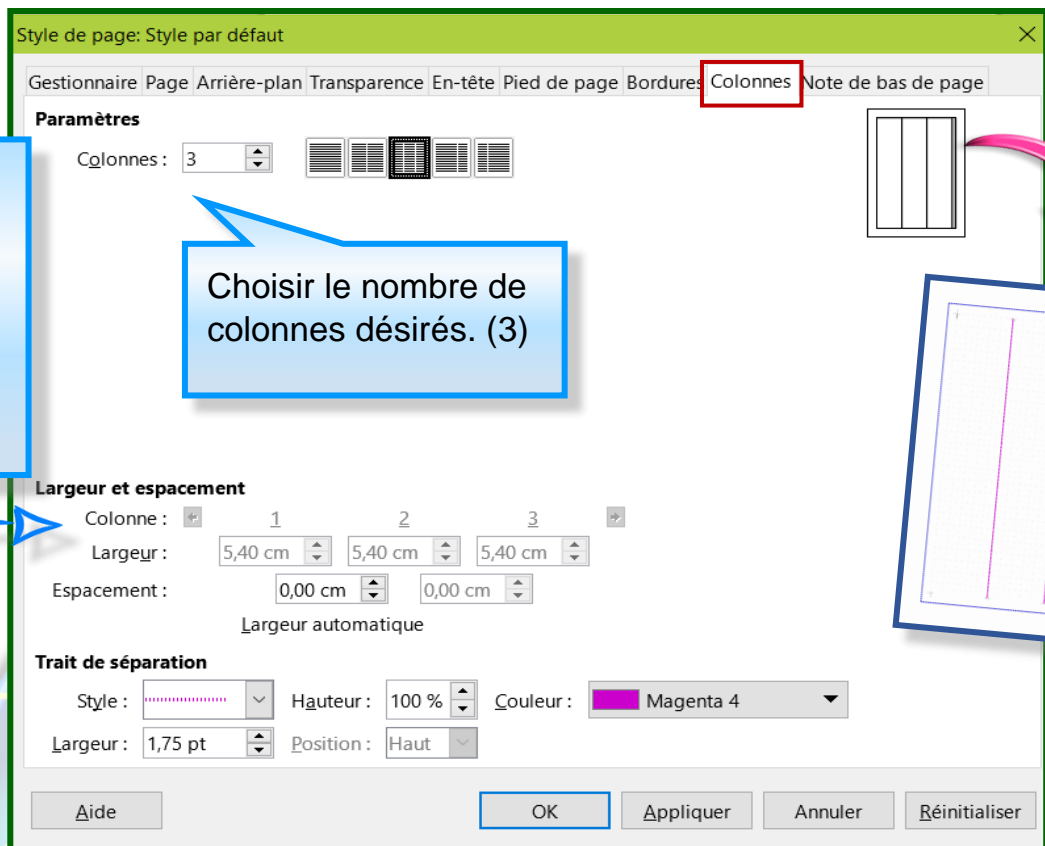 Style de page: Style par défaut
Gestionnaire Page Arrière-plan Transparence En-tête Pied de page Bordures Colonnes Note de bas de page
Paramètres
Colonnes : 3
Choisir le nombre de
colonnes désirés. (3)
Largeur et espacement
Colonne : 1 2 3
Largeur : 5,40 cm 5,40 cm 5,40 cm
Espacement : 0,00 cm 0,00 cm
Largeur automatique
Trait de séparation
Style : Hauteur : 100 % Couleur : Magenta 4
Largeur : 1,75 pt Position : Haut
Aide OK Appliquer Annuler Réinitialiser